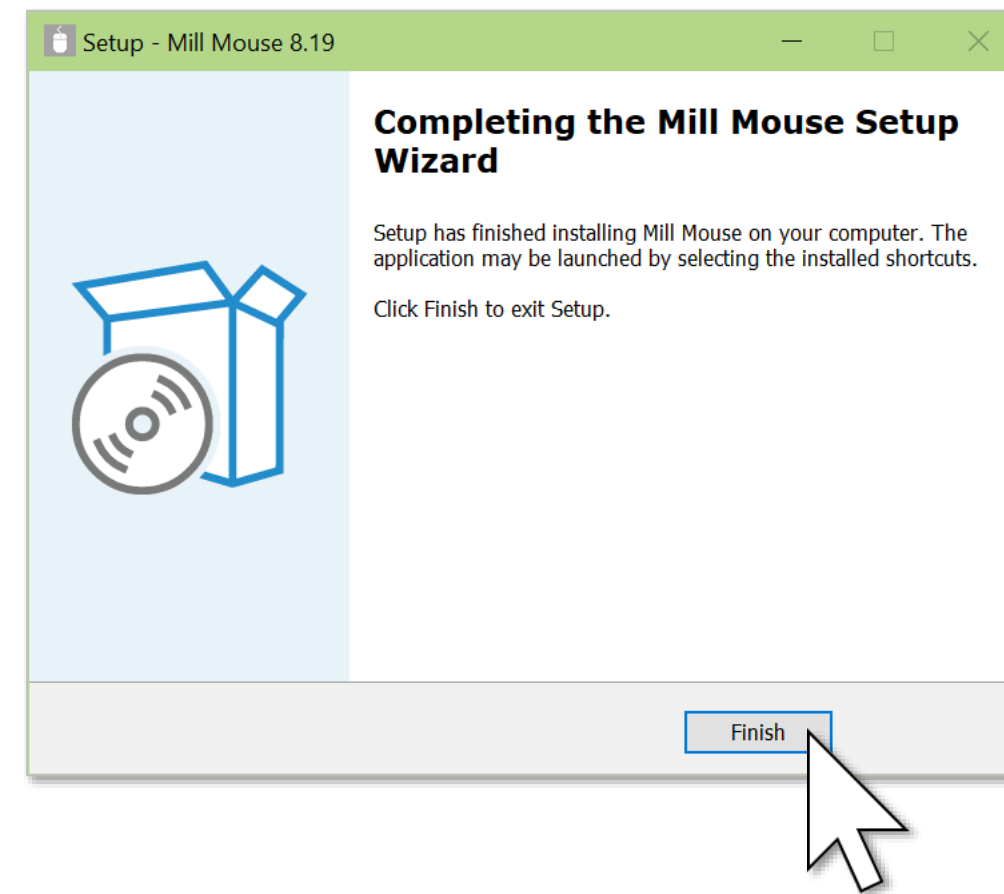 Setup - Mill Mouse 8.19
Completing the Mill Mouse Setup
Wizard
Setup has finished installing Mill Mouse on your computer. The
application may be launched by selecting the installed shortcuts.
Click Finish to exit Setup.
Finish